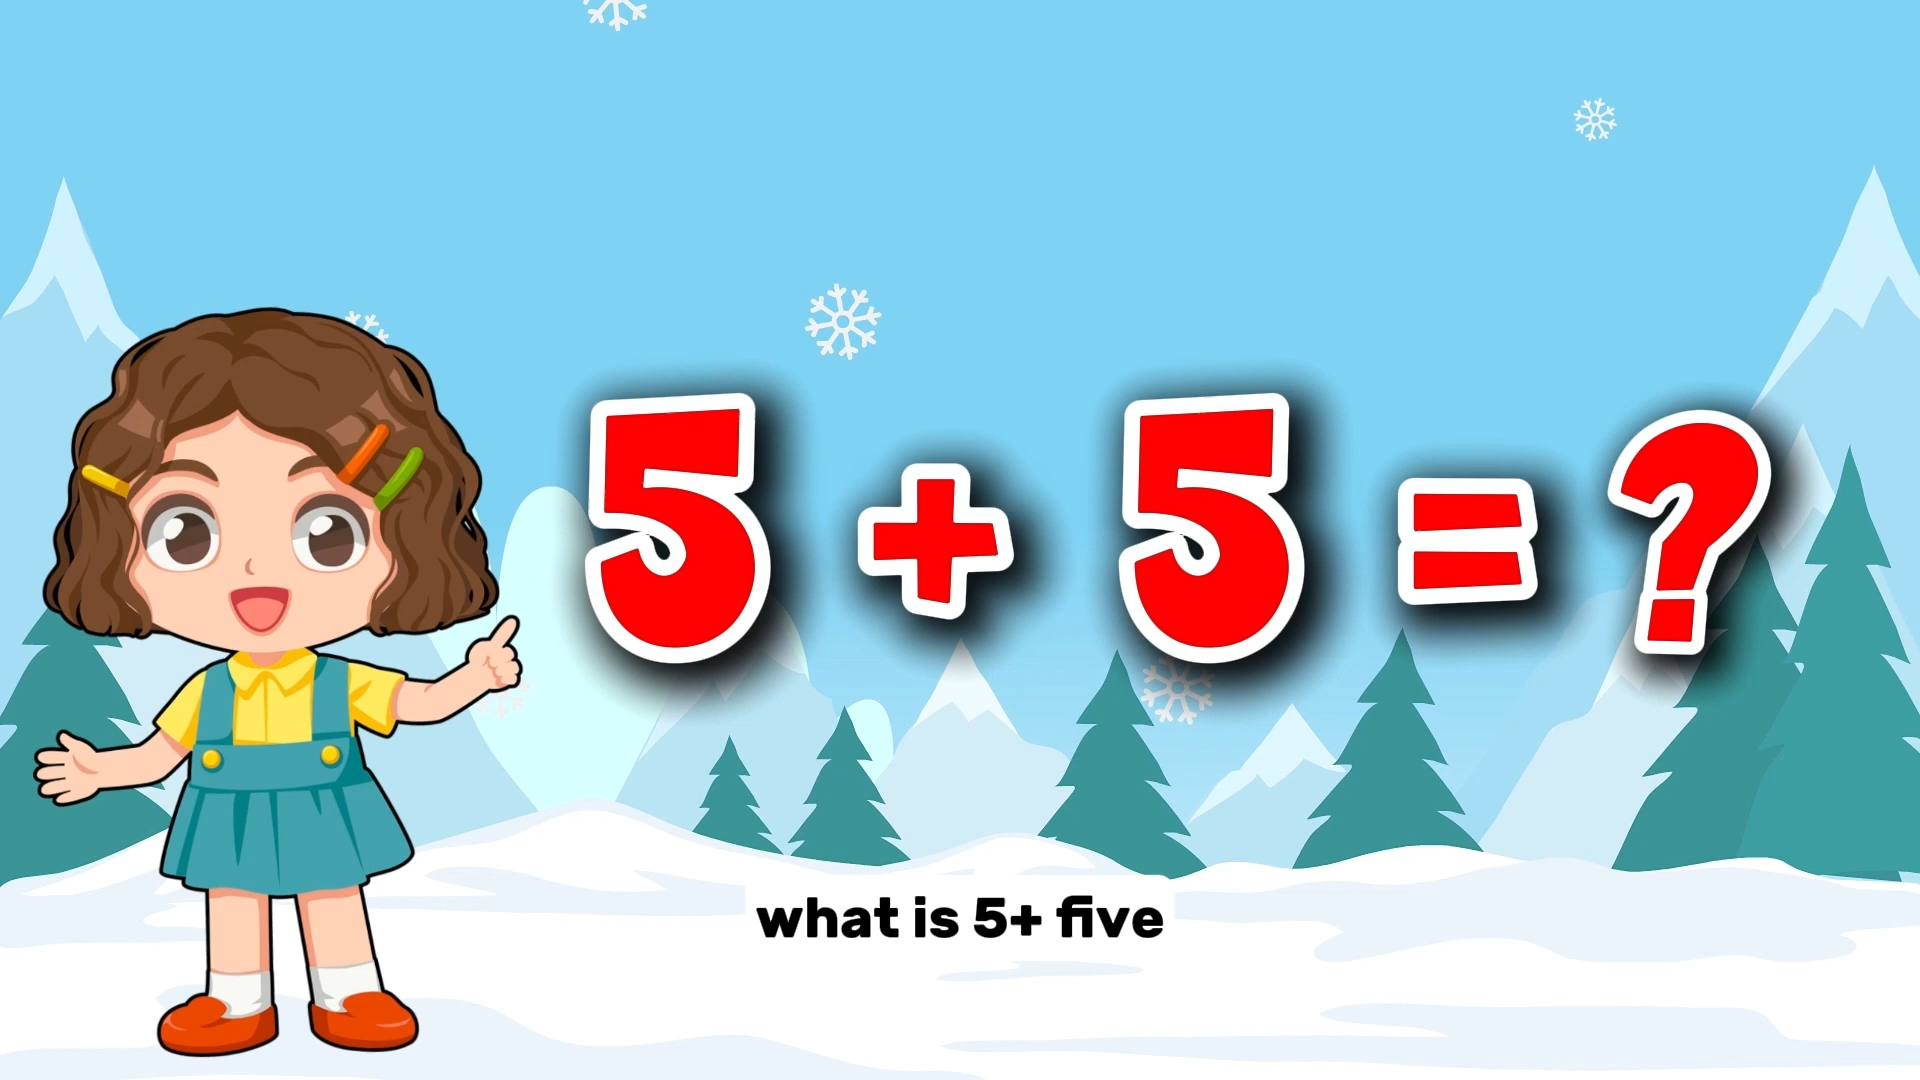 5 + 5 = ?
what is 5+ five